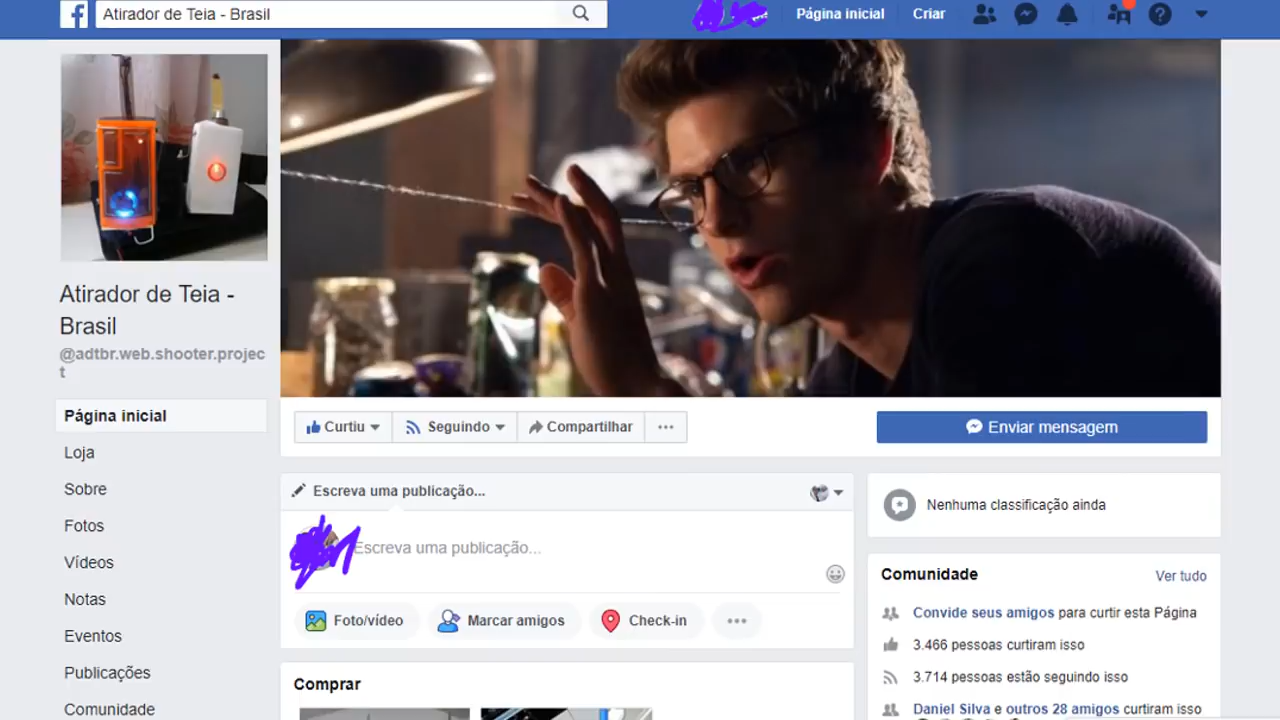 Atirador de Teia - Brasil
Página inicial
Criar
Atirador de Teia -
Brasil
@adtbr.web.shooter.projec
t
Página inicial
Loja
Sobre
Fotos
Vídeos
Notas
Eventos
Publicações
Comunidade
Curtiu
Seguindo
Compartilhar
Enviar mensagem
Escreva uma publicação...
Escreva uma publicação...
Foto/vídeo
Marcar amigos
Check-in
Comprar
Nenhuma classificação ainda
Comunidade
Ver tudo
Convide seus amigos para curtir esta Página
3.466 pessoas curtiram isso
3.714 pessoas estão seguindo isso
Daniel Silva e outros 28 amigos curtiram isso